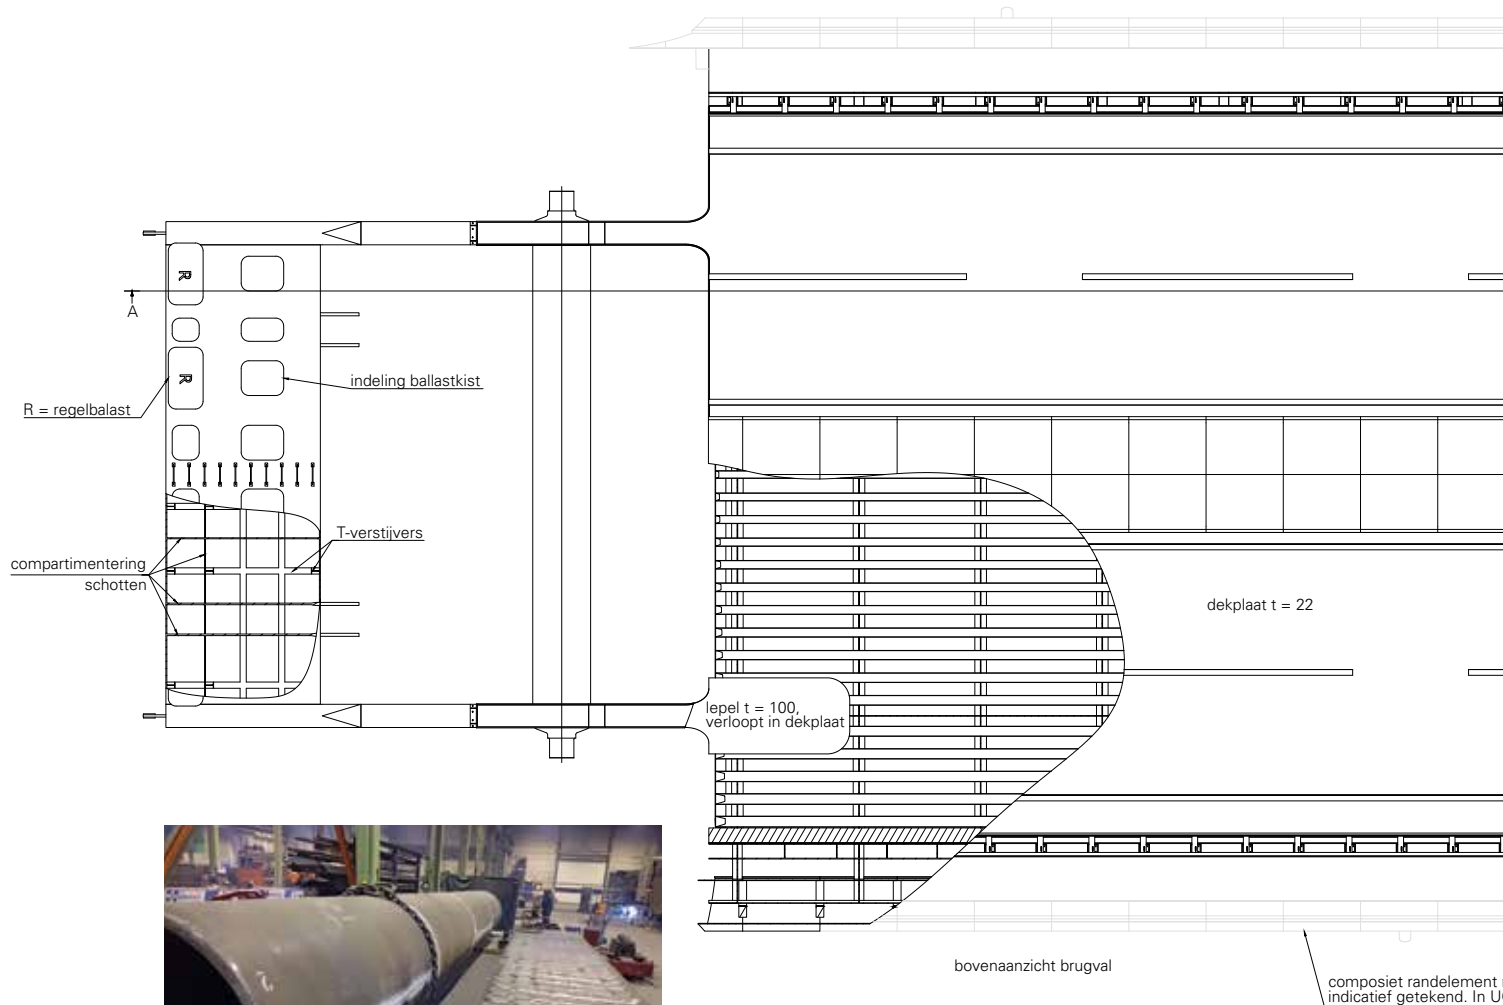 R
A
R
indeling ballastkist
R = regelbalast
T-verstijvers
compartimentering
schotten
dekplaat t = 22
lepel t = 100,
verloopt in dekplaat
bovenaanzicht brugval
composiet randelement
indicatief getekend. In